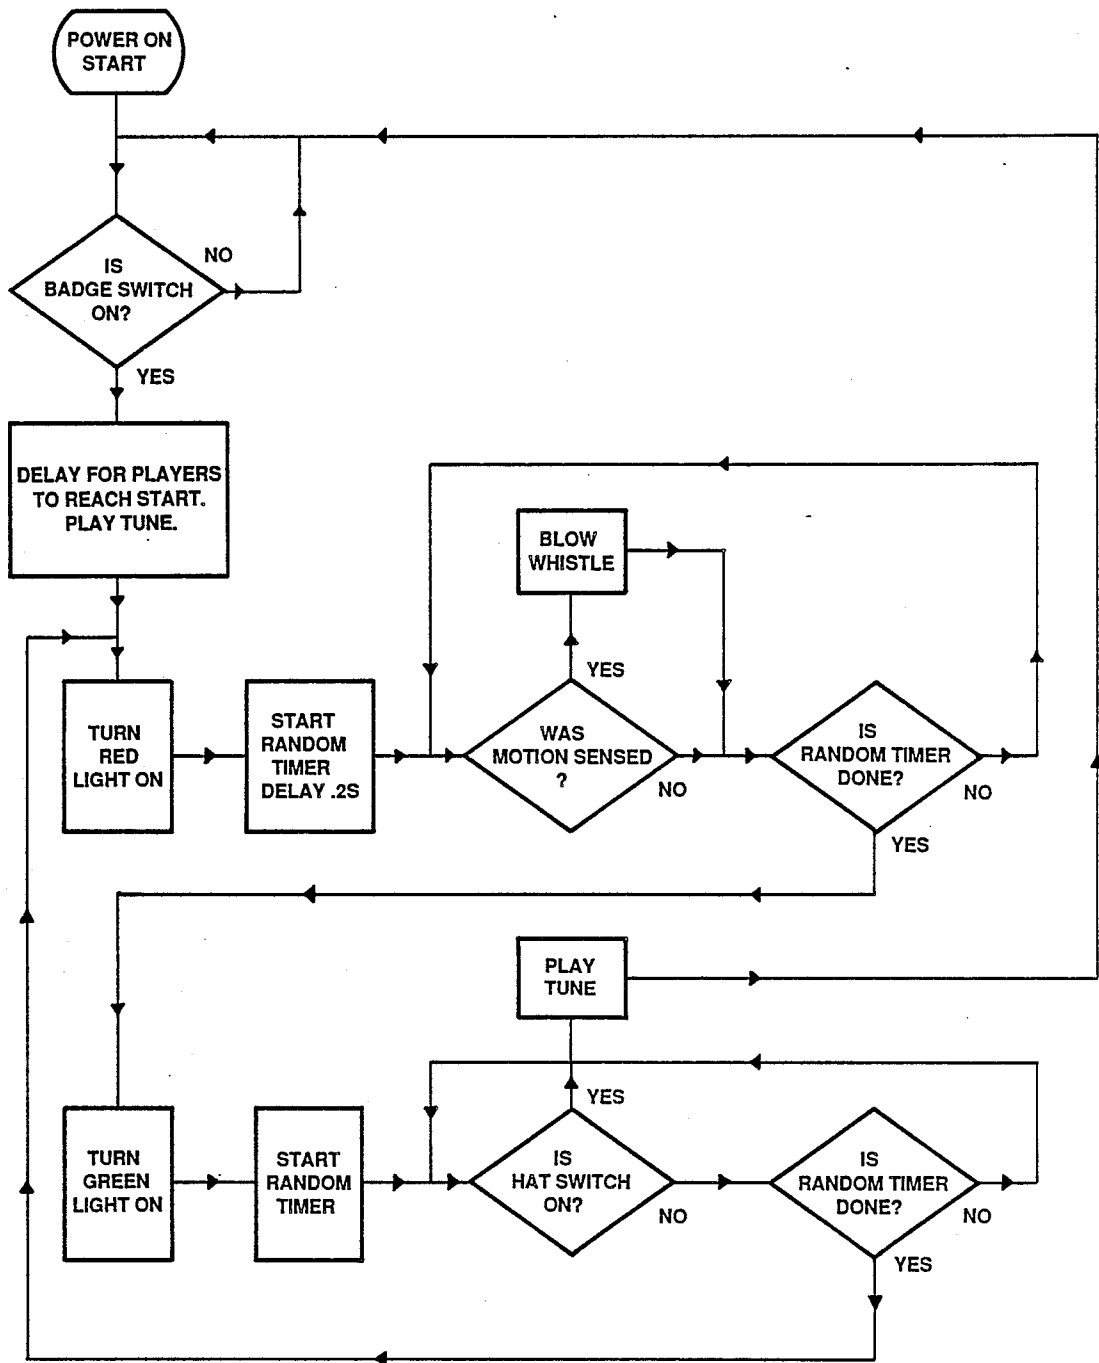 POWER ON
START
IS
BADGE SWITCH
ON?
NO
YES
DELAY FOR PLAYERS
TO REACH START.
PLAY TUNE.
TURN
RED
LIGHT ON
START
RANDOM
TIMER
DELAY .2S
BLOW
WHISTLE
YES
WAS
MOTION SENSED
?
NO
IS
RANDOM TIMER
DONE?
NO
YES
PLAY
TUNE
TURN
GREEN
LIGHT ON
START
RANDOM
TIMER
YES
IS
HAT SWITCH
ON?
NO
IS
RANDOM TIMER
DONE?
NO
YES